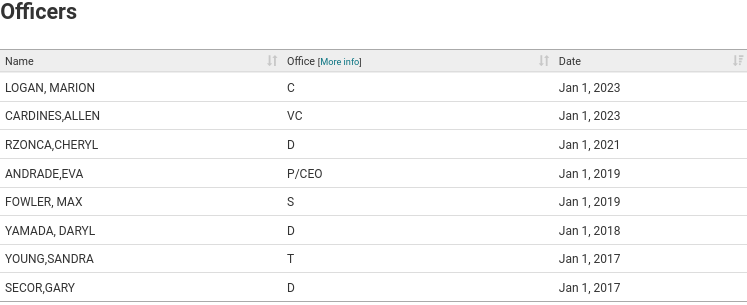 Officers
Name Office [More info] Date
LOGAN, MARION C Jan 1, 2023
CARDINES,ALLEN VC Jan 1, 2023
RZONCA,CHERYL D Jan 1, 2021
ANDRADE,EVA P/CEO Jan 1, 2019
FOWLER, MAX S Jan 1, 2019
YAMADA, DARYL D Jan 1, 2018
YOUNG,SANDRA T Jan 1, 2017
SECOR,GARY D Jan 1, 2017